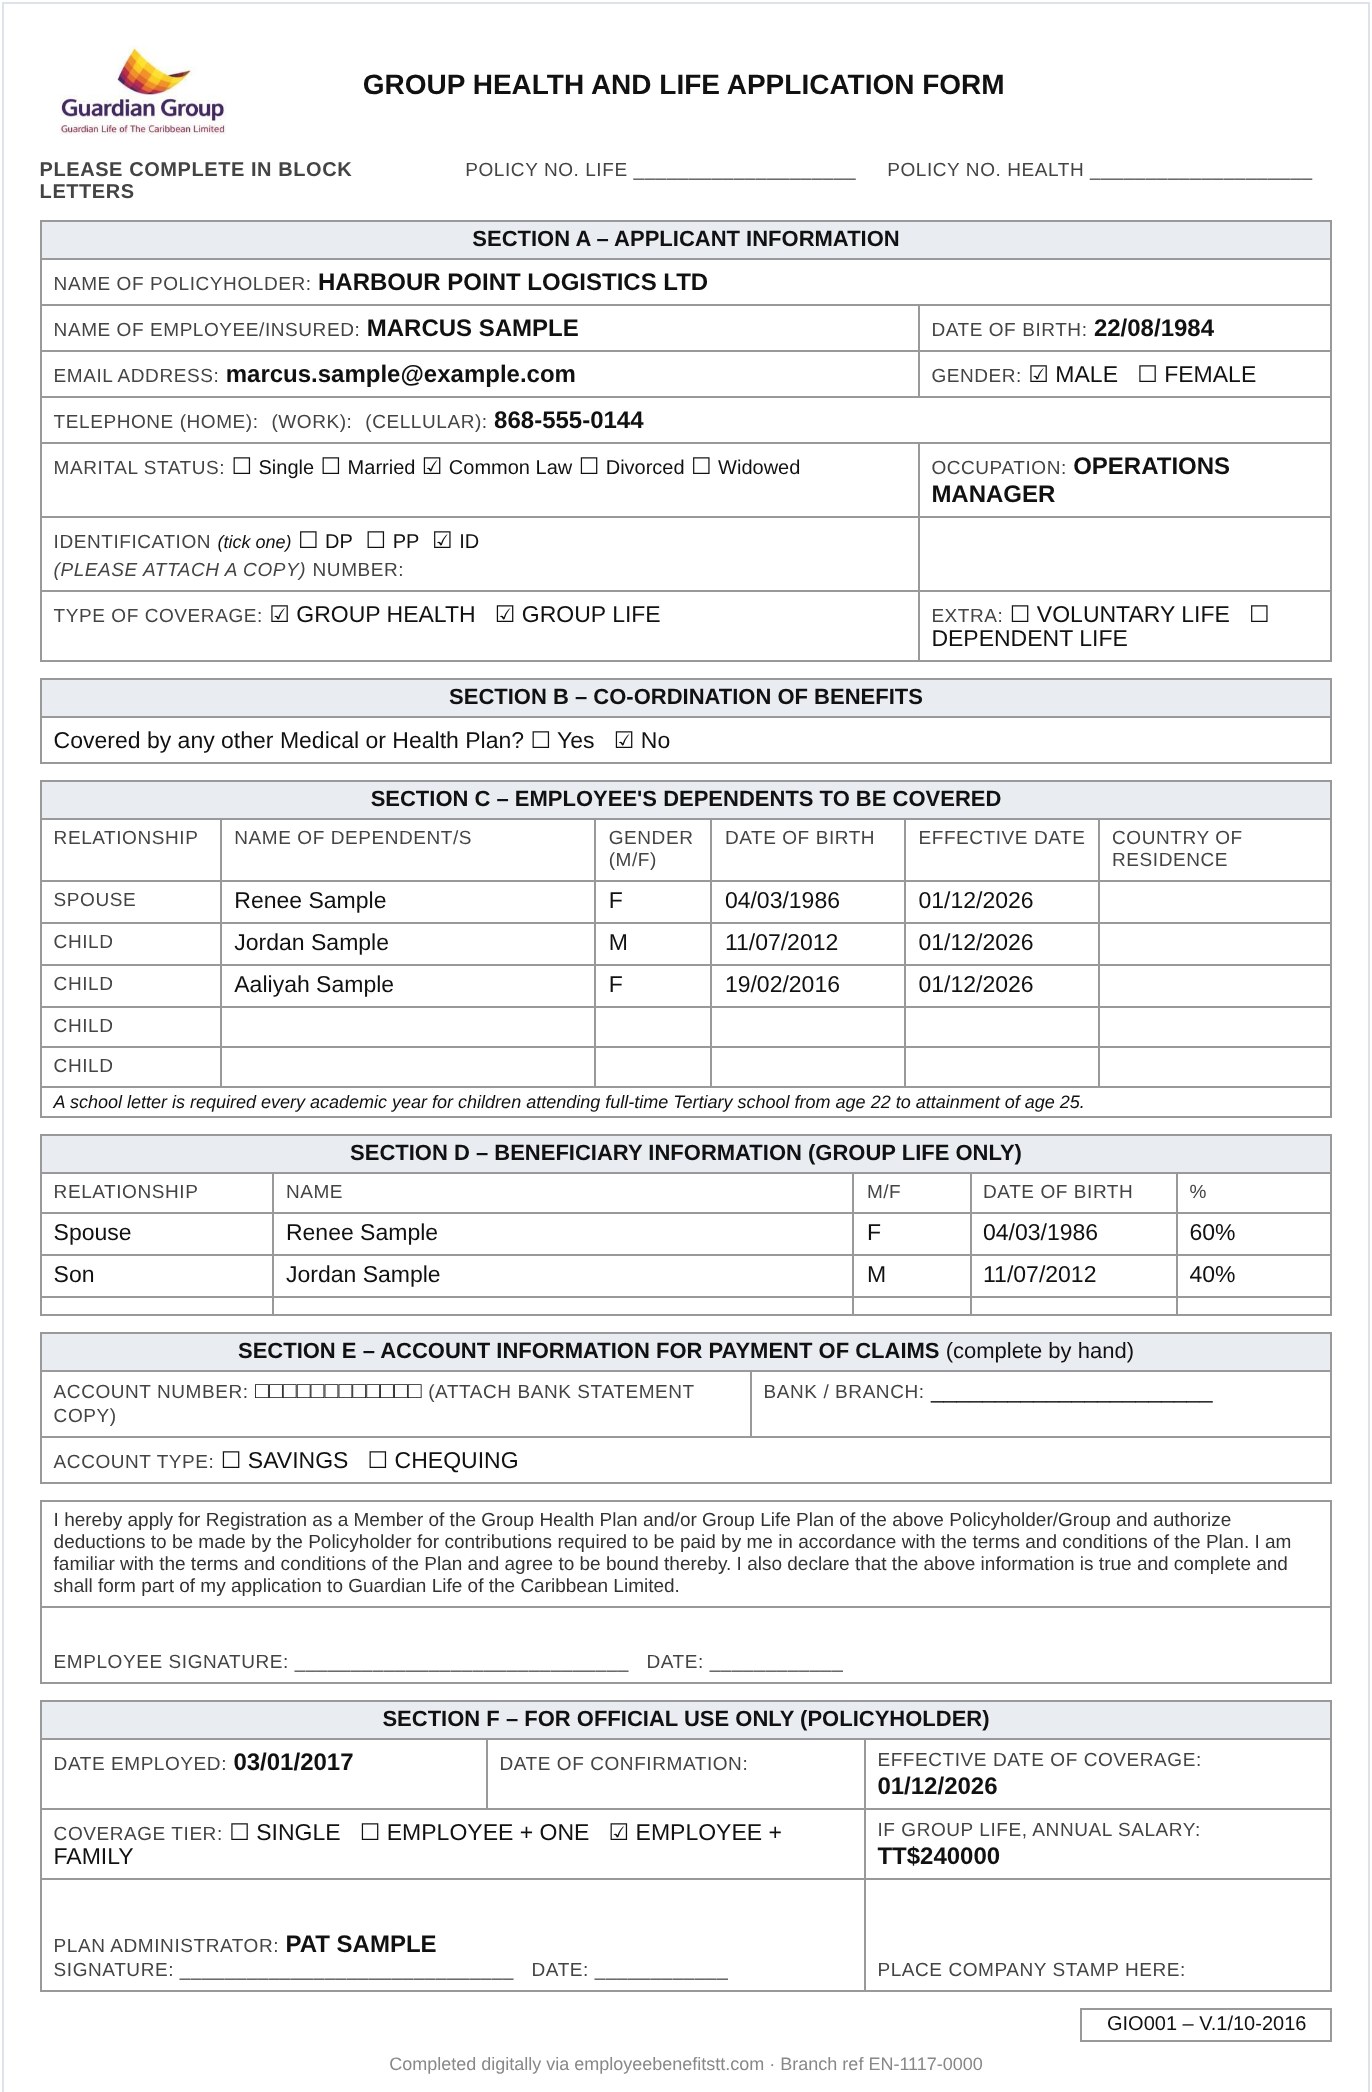 Guardian Group
Guardian Life of The Caribbean Limited
GROUP HEALTH AND LIFE APPLICATION FORM
PLEASE COMPLETE IN BLOCK
LETTERS
POLICY NO. LIFE ____________________ POLICY NO. HEALTH ____________________
SECTION A – APPLICANT INFORMATION
NAME OF POLICYHOLDER: HARBOUR POINT LOGISTICS LTD
NAME OF EMPLOYEE/INSURED: MARCUS SAMPLE
DATE OF BIRTH: 22/08/1984
EMAIL ADDRESS: marcus.sample@example.com
GENDER: ☑ MALE ☐ FEMALE
TELEPHONE (HOME): (WORK): (CELLULAR): 868-555-0144
MARITAL STATUS: ☐ Single ☐ Married ☑ Common Law ☐ Divorced ☐ Widowed
OCCUPATION: OPERATIONS
MANAGER
IDENTIFICATION (tick one) ☐ DP ☐ PP ☑ ID
(PLEASE ATTACH A COPY) NUMBER:
TYPE OF COVERAGE: ☑ GROUP HEALTH ☑ GROUP LIFE
EXTRA: ☐ VOLUNTARY LIFE ☐
DEPENDENT LIFE
SECTION B – CO-ORDINATION OF BENEFITS
Covered by any other Medical or Health Plan? ☐ Yes ☑ No
SECTION C – EMPLOYEE'S DEPENDENTS TO BE COVERED
RELATIONSHIP NAME OF DEPENDENT/S GENDER (M/F) DATE OF BIRTH EFFECTIVE DATE COUNTRY OF RESIDENCE
SPOUSE Renee Sample F 04/03/1986 01/12/2026
CHILD Jordan Sample M 11/07/2012 01/12/2026
CHILD Aaliyah Sample F 19/02/2016 01/12/2026
CHILD
CHILD
A school letter is required every academic year for children attending full-time Tertiary school from age 22 to attainment of age 25.
SECTION D – BENEFICIARY INFORMATION (GROUP LIFE ONLY)
RELATIONSHIP NAME M/F DATE OF BIRTH %
Spouse Renee Sample F 04/03/1986 60%
Son Jordan Sample M 11/07/2012 40%
SECTION E – ACCOUNT INFORMATION FOR PAYMENT OF CLAIMS (complete by hand)
ACCOUNT NUMBER: ☐☐☐☐☐☐☐☐☐☐☐☐ (ATTACH BANK STATEMENT
COPY)
BANK / BRANCH: ______________________
ACCOUNT TYPE: ☐ SAVINGS ☐ CHEQUING
I hereby apply for Registration as a Member of the Group Health Plan and/or Group Life Plan of the above Policyholder/Group and authorize
deductions to be made by the Policyholder for contributions required to be paid by me in accordance with the terms and conditions of the Plan. I am
familiar with the terms and conditions of the Plan and agree to be bound thereby. I also declare that the above information is true and complete and
shall form part of my application to Guardian Life of the Caribbean Limited.
EMPLOYEE SIGNATURE: ______________________________ DATE: ____________
SECTION F – FOR OFFICIAL USE ONLY (POLICYHOLDER)
DATE EMPLOYED: 03/01/2017
DATE OF CONFIRMATION:
EFFECTIVE DATE OF COVERAGE:
01/12/2026
COVERAGE TIER: ☐ SINGLE ☐ EMPLOYEE + ONE ☑ EMPLOYEE +
FAMILY
IF GROUP LIFE, ANNUAL SALARY:
TT$240000
PLAN ADMINISTRATOR: PAT SAMPLE
SIGNATURE: ______________________________ DATE: ____________
PLACE COMPANY STAMP HERE:
GIO001 – V.1/10-2016
Completed digitally via employeebenefitstt.com · Branch ref EN-1117-0000